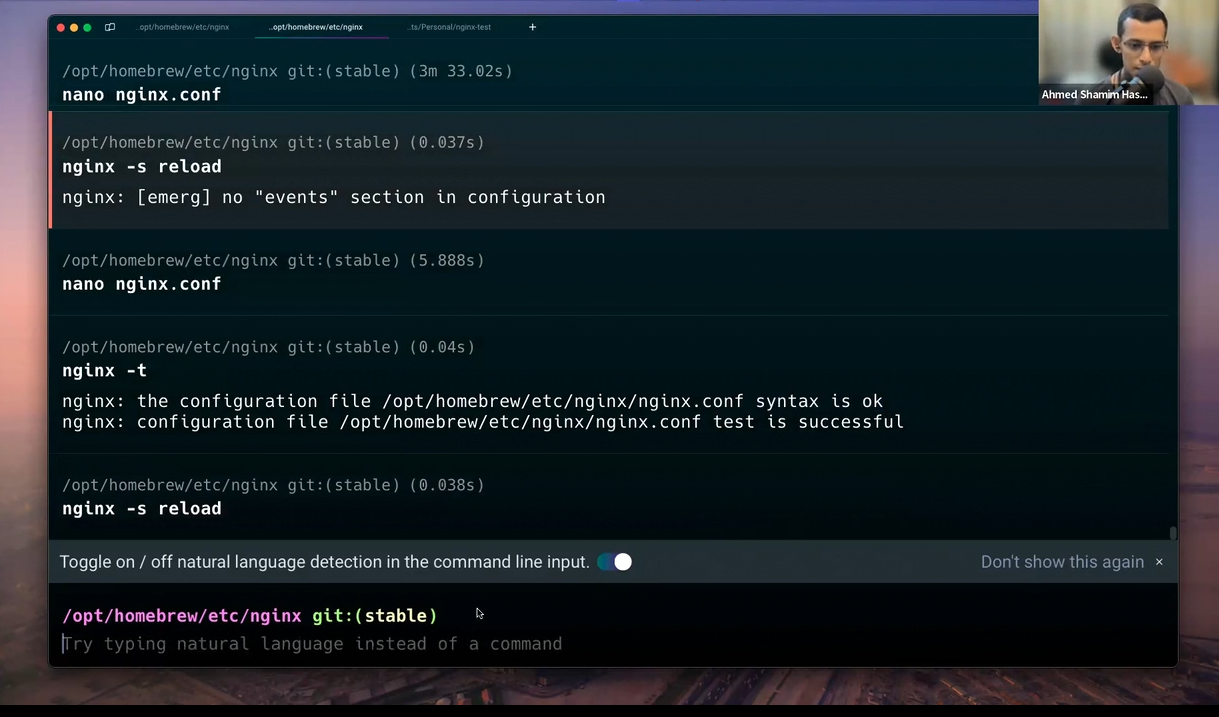 ..opt/homebrew/etc/nginx
..opt/homebrew/etc/nginx
..ts/Personal/nginx-test
+
Ahmed Shamim Has...
/opt/homebrew/etc/nginx git:(stable) (3m 33.02s)
nano nginx.conf
/opt/homebrew/etc/nginx git:(stable) (0.037s)
nginx -s reload
nginx: [emerg] no "events" section in configuration
/opt/homebrew/etc/nginx git:(stable) (5.888s)
nano nginx.conf
/opt/homebrew/etc/nginx git:(stable) (0.04s)
nginx -t
nginx: the configuration file /opt/homebrew/etc/nginx/nginx.conf syntax is ok
nginx: configuration file /opt/homebrew/etc/nginx/nginx.conf test is successful
/opt/homebrew/etc/nginx git:(stable) (0.038s)
nginx -s reload
Toggle on / off natural language detection in the command line input.
Don't show this again ×
/opt/homebrew/etc/nginx git:(stable)
Try typing natural language instead of a command